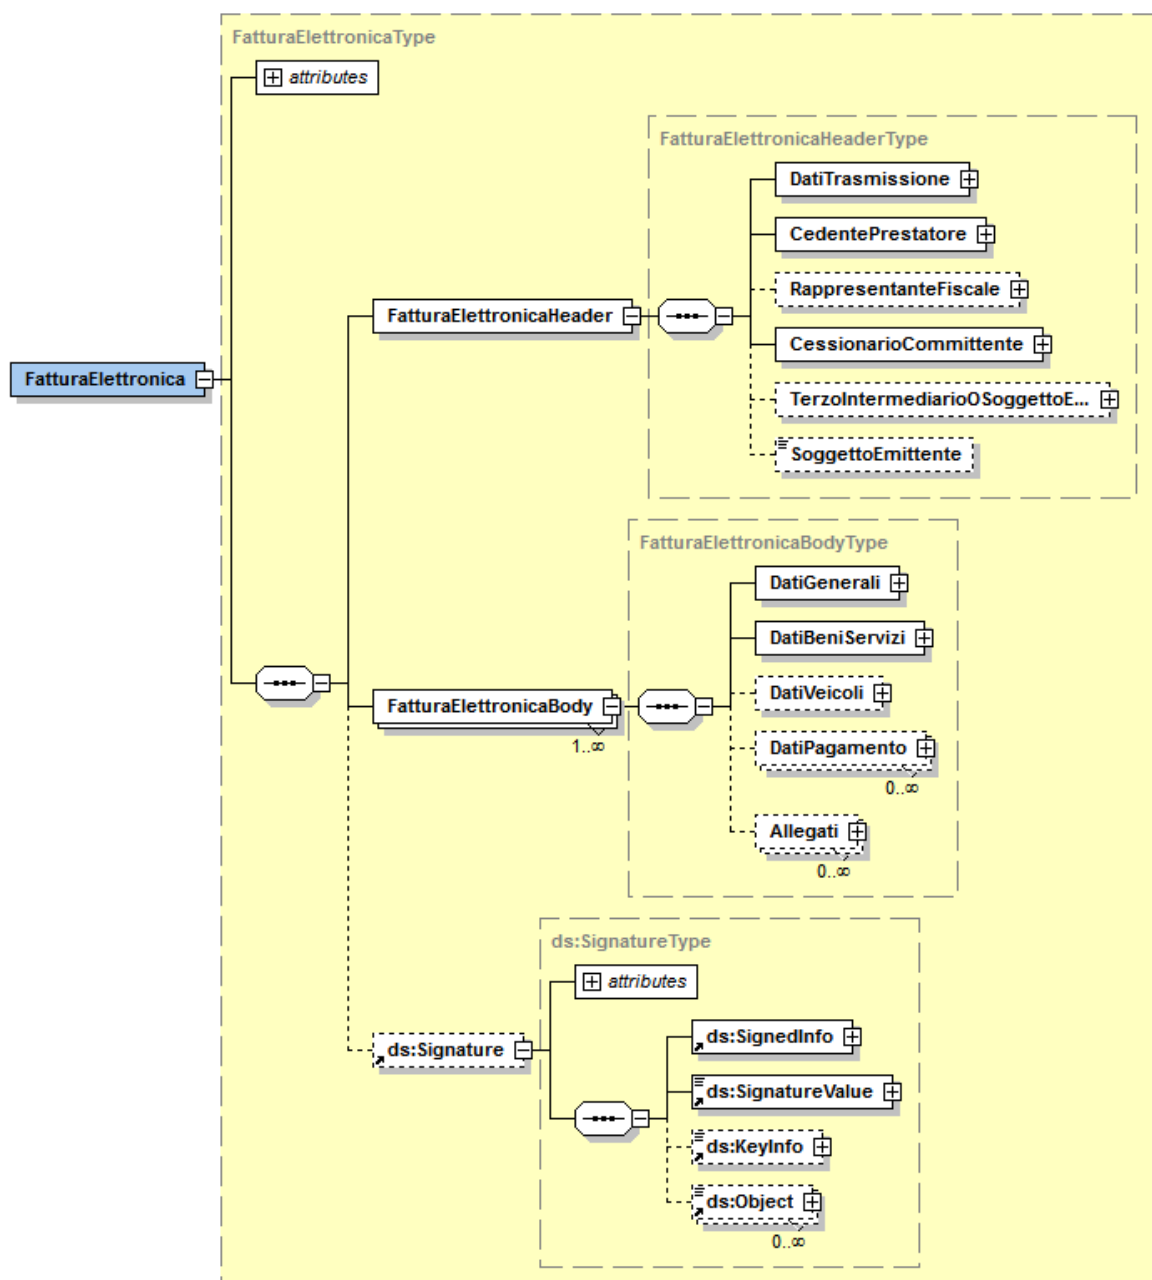 FatturaElettronicaType
attributes
FatturaElettronicaHeaderType
DatiTrasmissione
CedentePrestatore
RappresentanteFiscale
FatturaElettronicaHeader
CessionarioCommittente
FatturaElettronica
TerzoIntermediarioOSoggettoE...
SoggettoEmittente
FatturaElettronicaBodyType
DatiGenerali
DatiBeniServizi
DatiVeicoli
FatturaElettronicaBody
1..∞
DatiPagamento
0..∞
Allegati
0..∞
ds:SignatureType
attributes
ds:SignedInfo
ds:Signature
ds:SignatureValue
ds:KeyInfo
ds:Object
0..∞